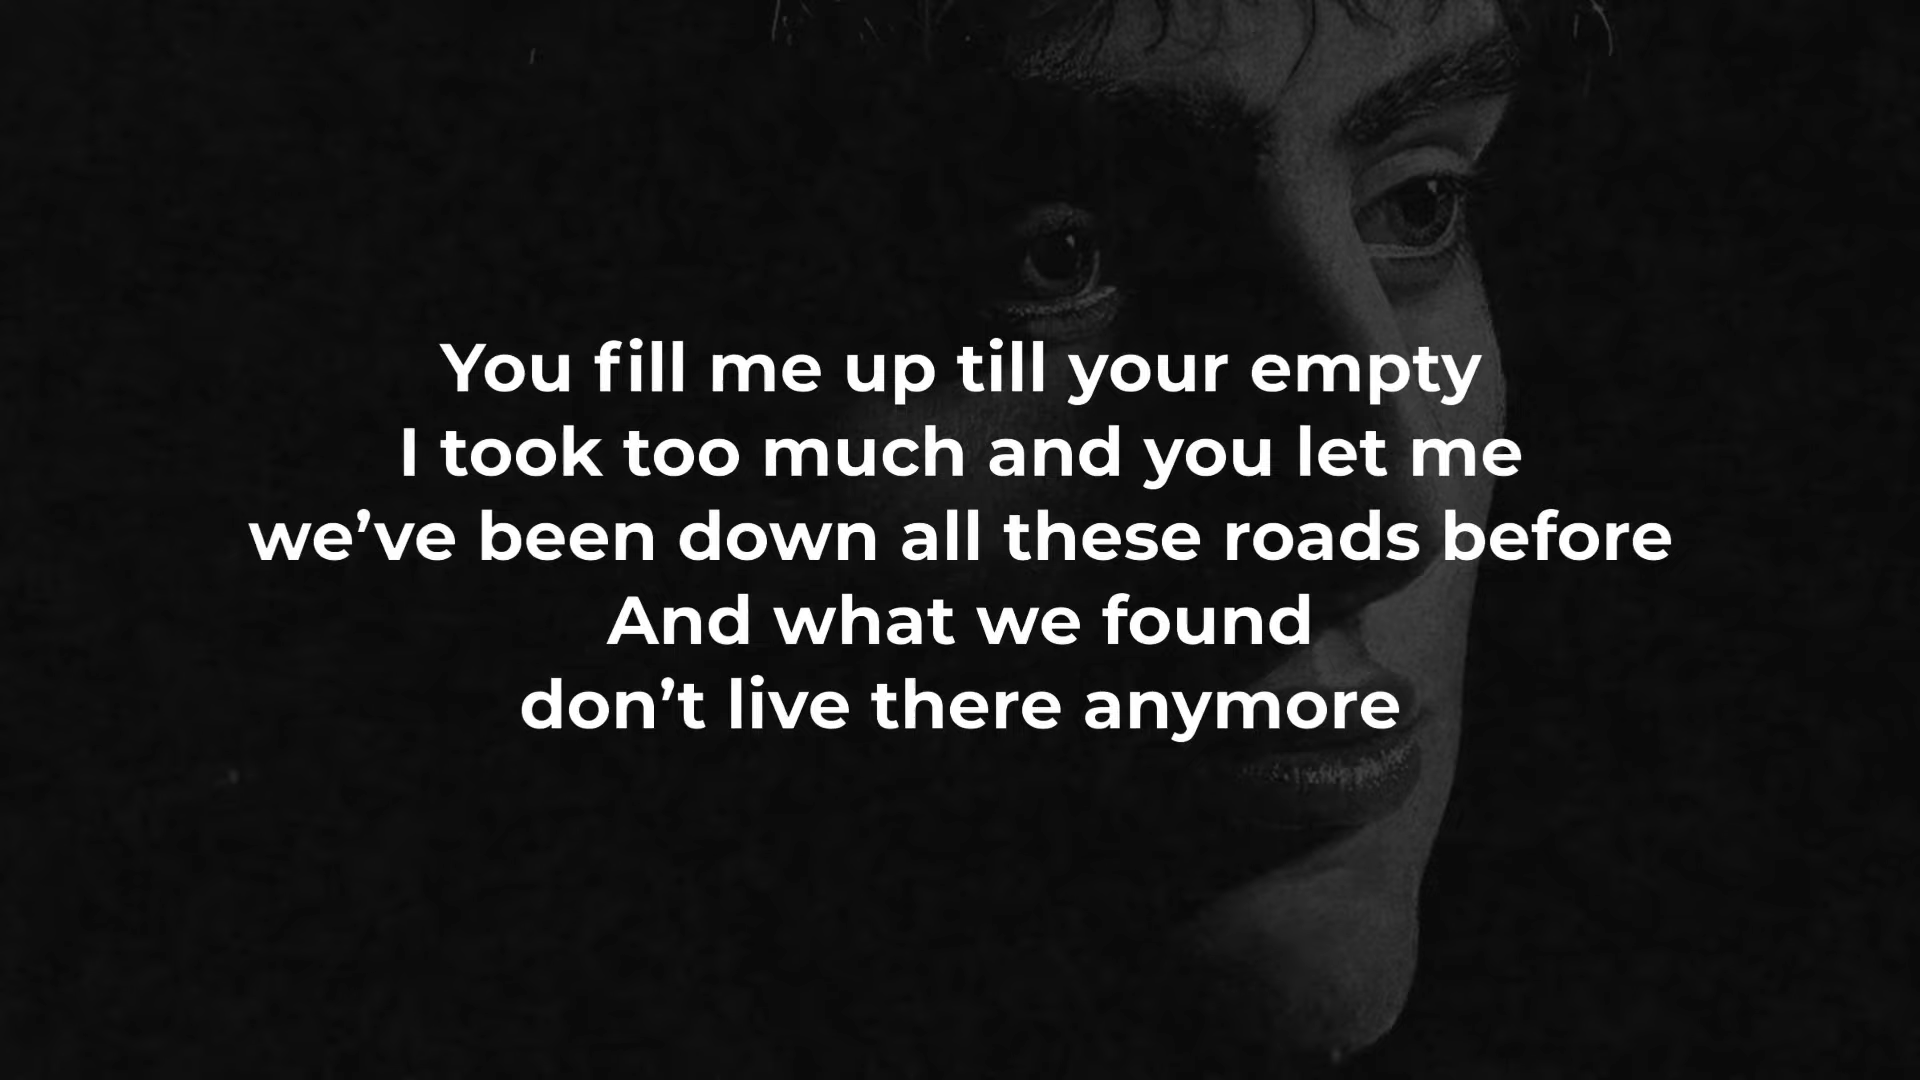 You fill me up till your empty
I took too much and you let me
we’ve been down all these roads before
And what we found
don’t live there anymore